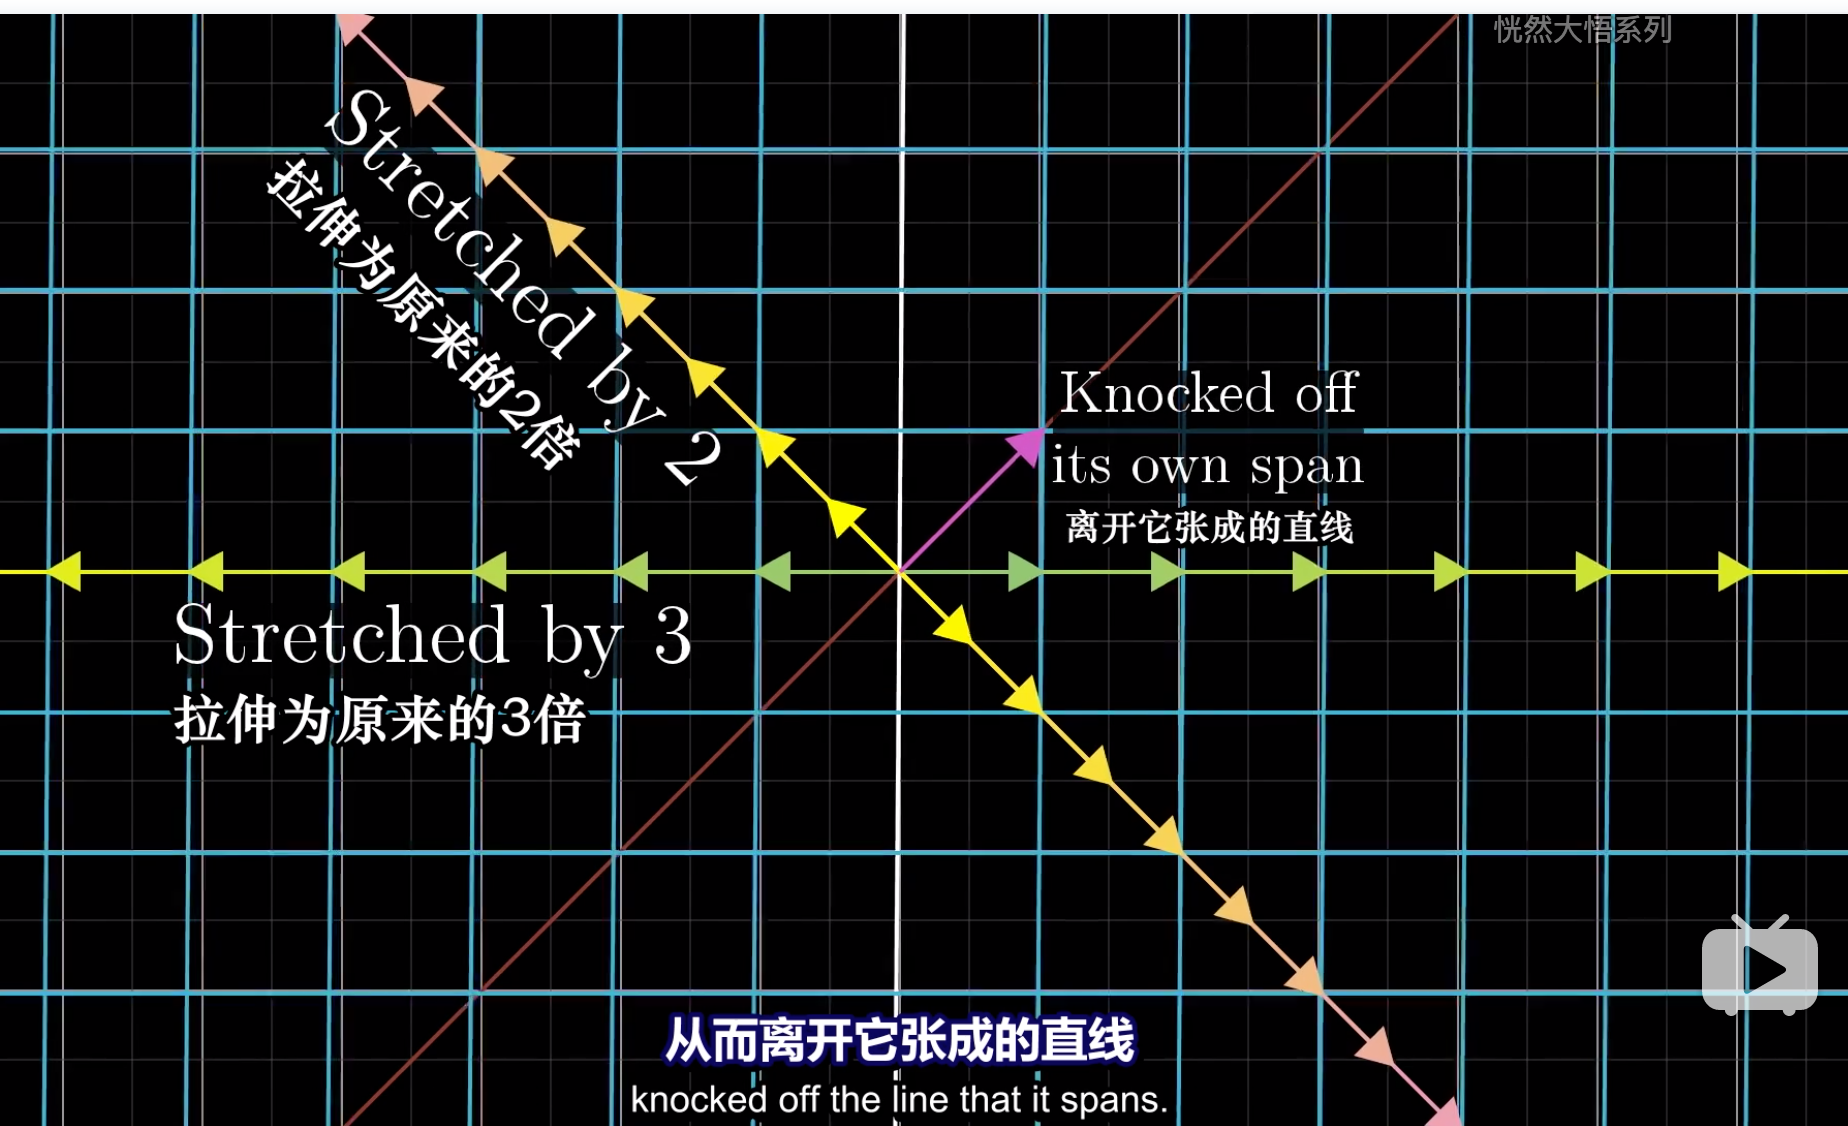 恍然大悟系列
Stretched by 2
拉伸为原来的2倍
Knocked off
its own span
离开它张成的直线
Stretched by 3
拉伸为原来的3倍
从而离开它张成的直线
knocked off the line that it spans.